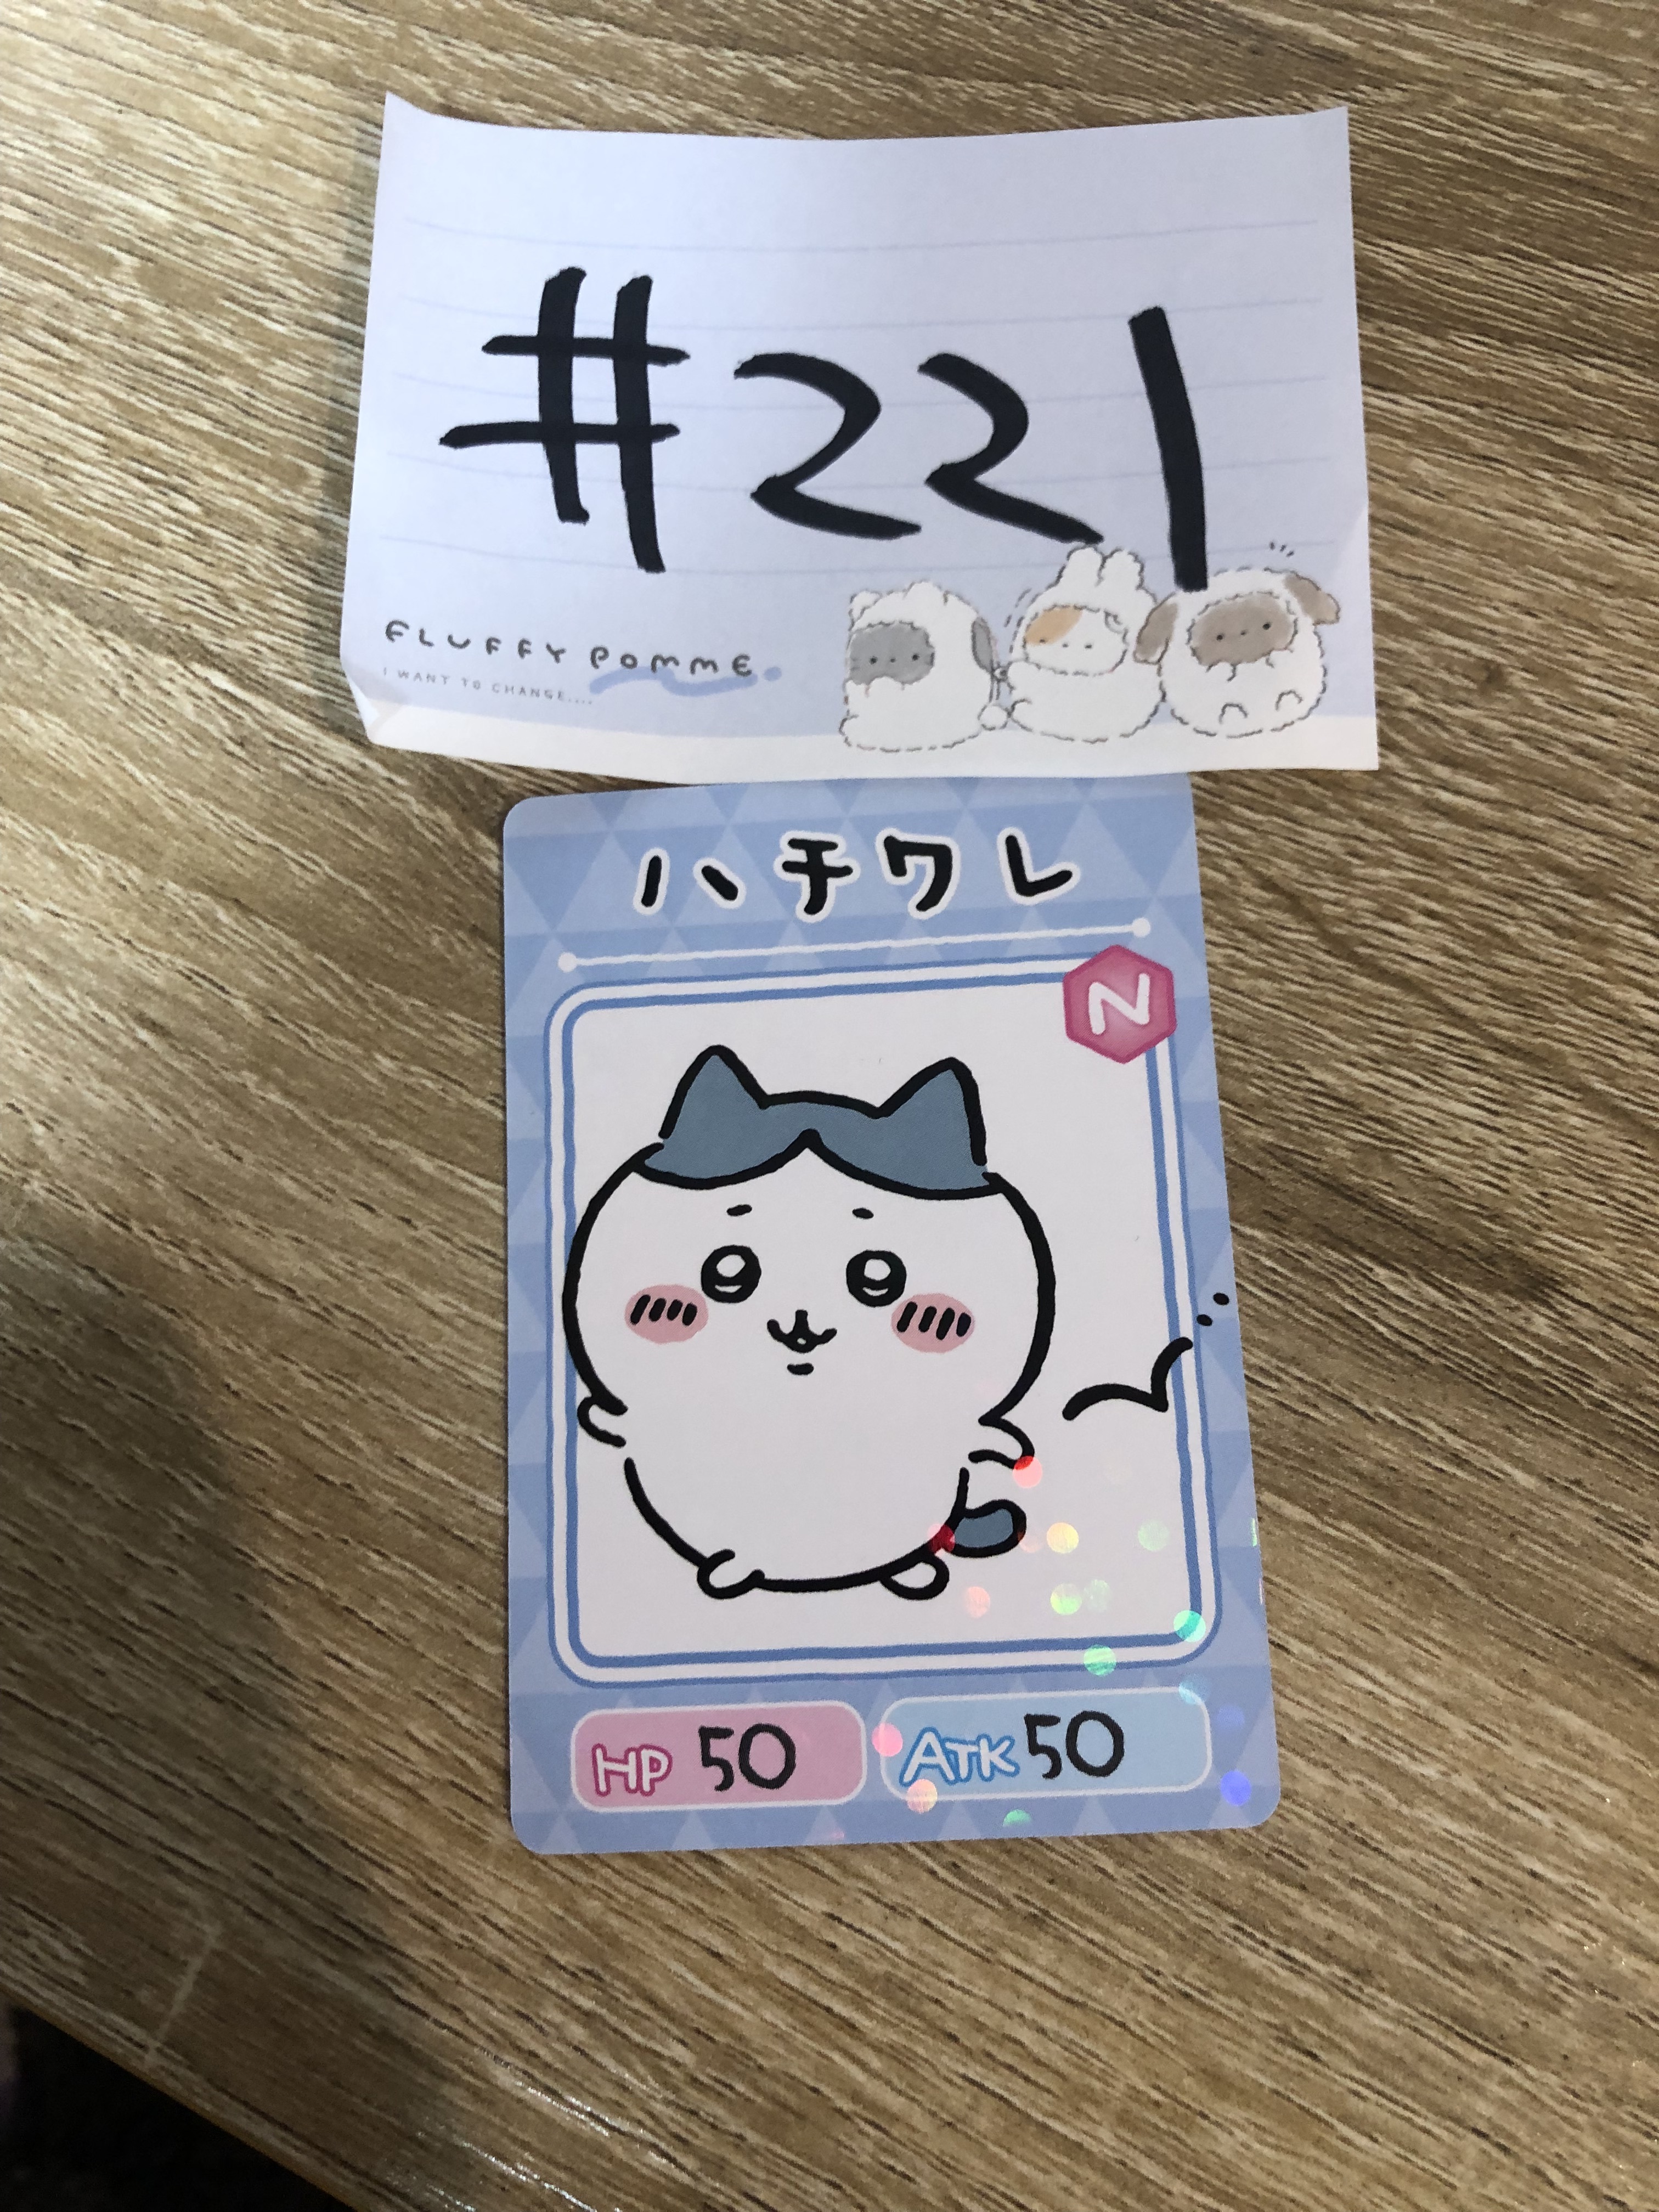 #221
FLUFFY POMME.
I WANT TO CHANGE....
ハチワレ
N
HP 50 ATK 50